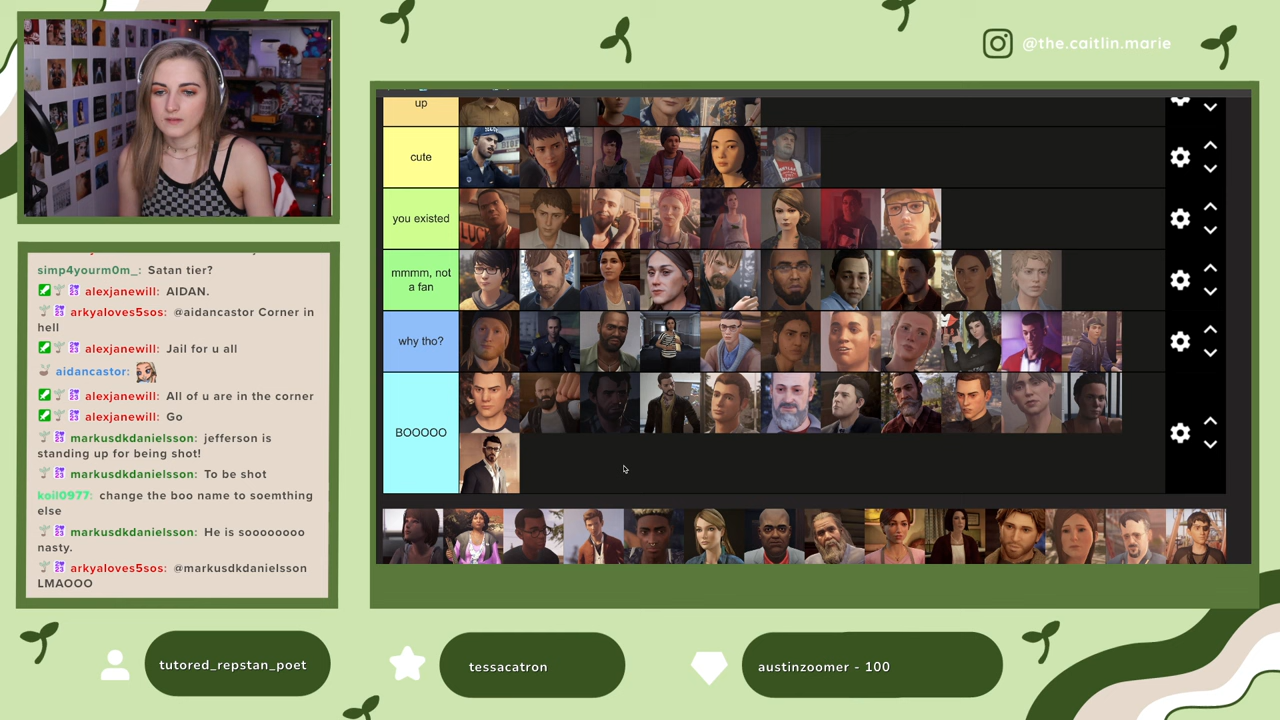 @the.caitlin.marie
simp4yourm0m_: Satan tier?
alexjanewill: AIDAN.
arkyaloves5sos: @aidancastor Corner in
hell
alexjanewill: Jail for u all
aidancastor:
alexjanewill: All of u are in the corner
alexjanewill: Go
markusdkdanielsson: jefferson is
standing up for being shot!
markusdkdanielsson: To be shot
koil0977: change the boo name to soemthing
else
markusdkdanielsson: He is soooooooo
nasty.
arkyaloves5sos: @markusdkdanielsson
LMAOOO
up
cute
you existed
mmmm, not
a fan
why tho?
BOOOOO
tutored_repstan_poet
tessacatron
austinzoomer - 100